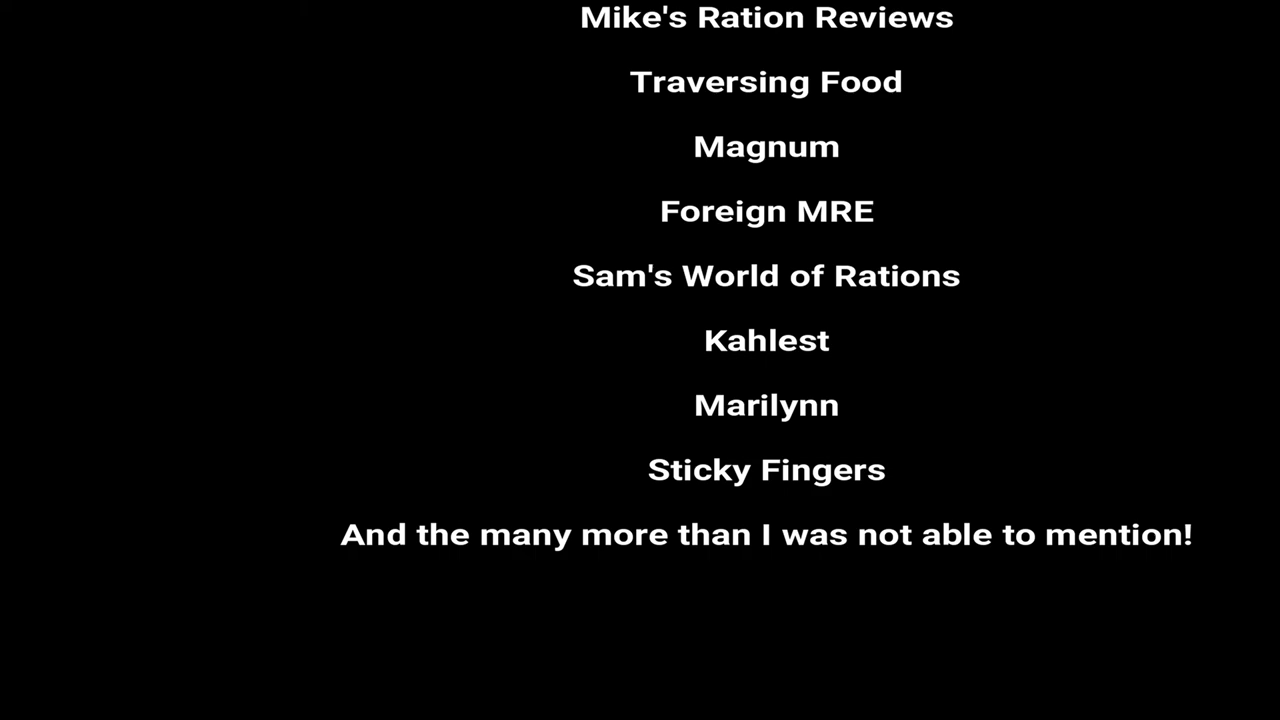 Mike's Ration Reviews
Traversing Food
Magnum
Foreign MRE
Sam's World of Rations
Kahlest
Marilynn
Sticky Fingers
And the many more than I was not able to mention!